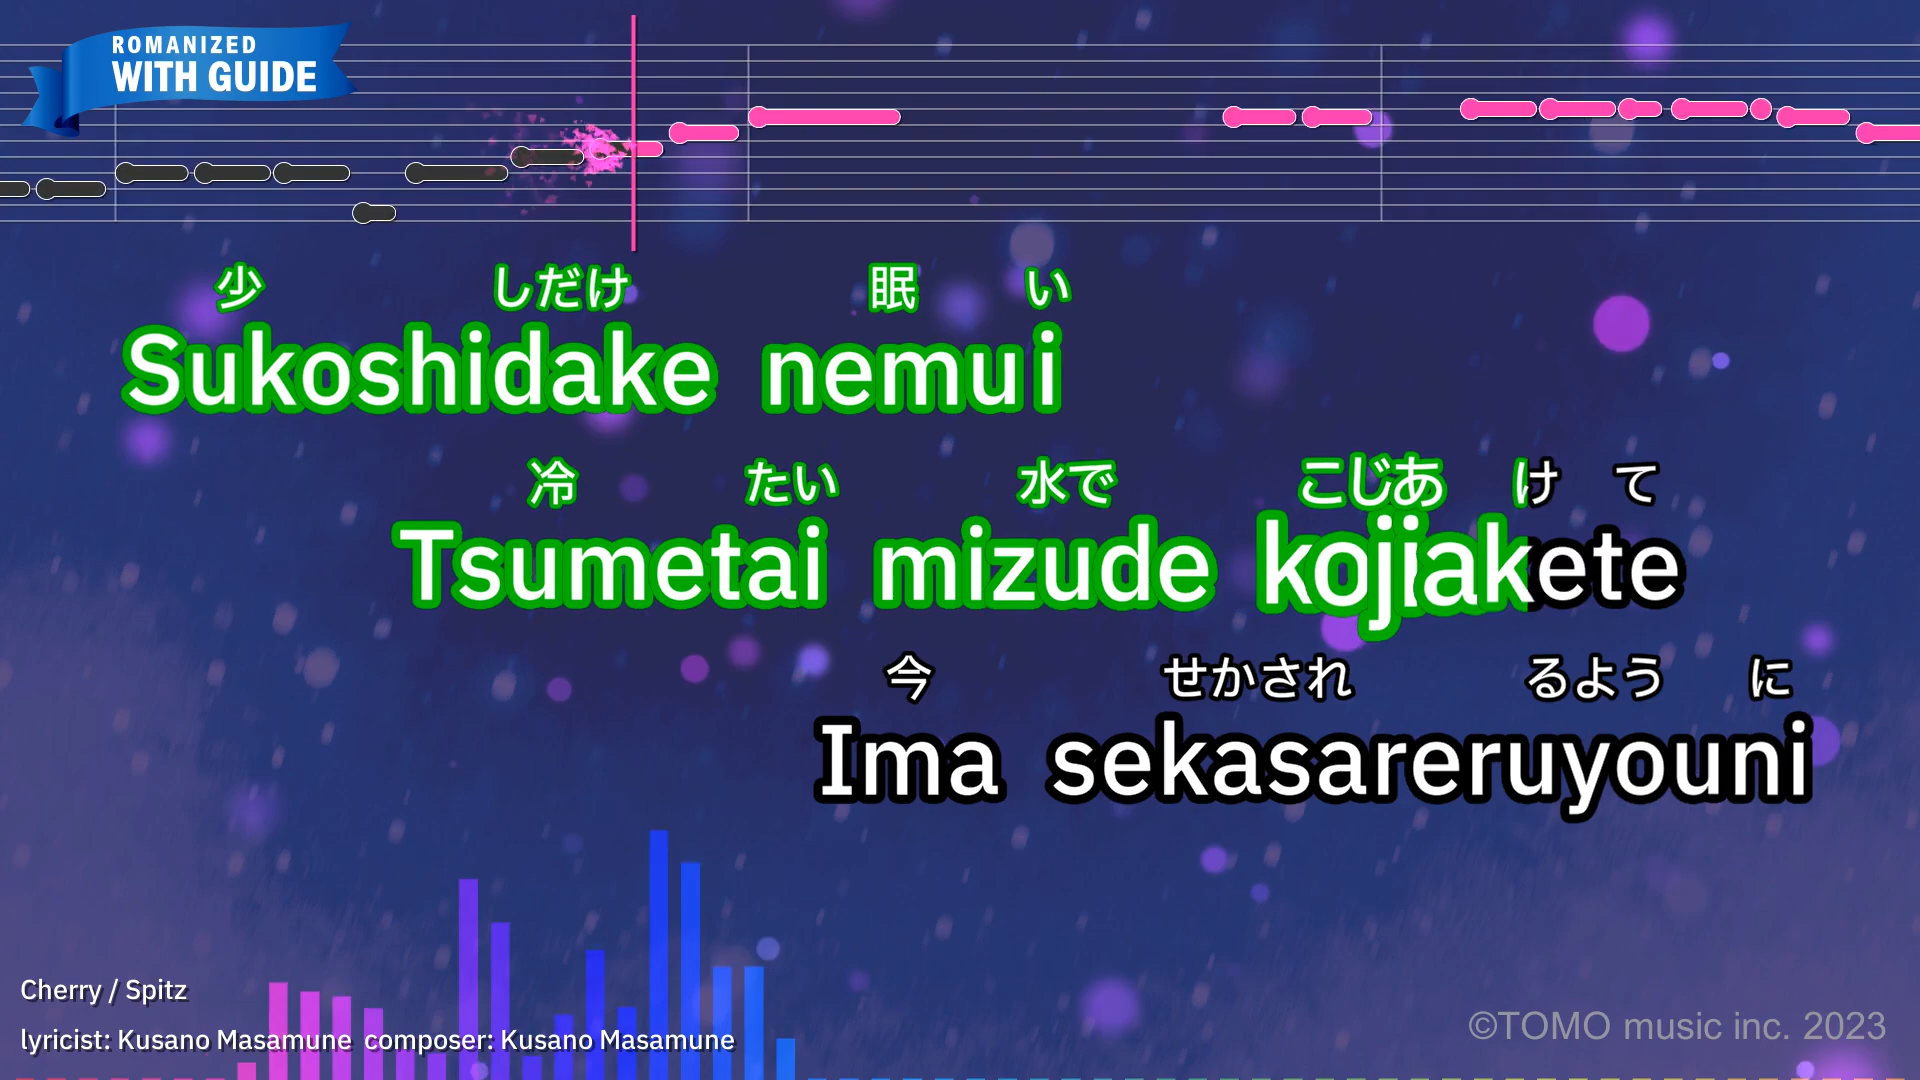 ROMANIZED
WITH GUIDE
少 しだけ 眠 い
Sukoshidake nemui
冷 たい 水で こじあ け て
Tsumetai mizude kojiakete
今 せかされ るよう に
Ima sekasareruyouni
Cherry / Spitz
lyricist: Kusano Masamune composer: Kusano Masamune
©TOMO music inc. 2023